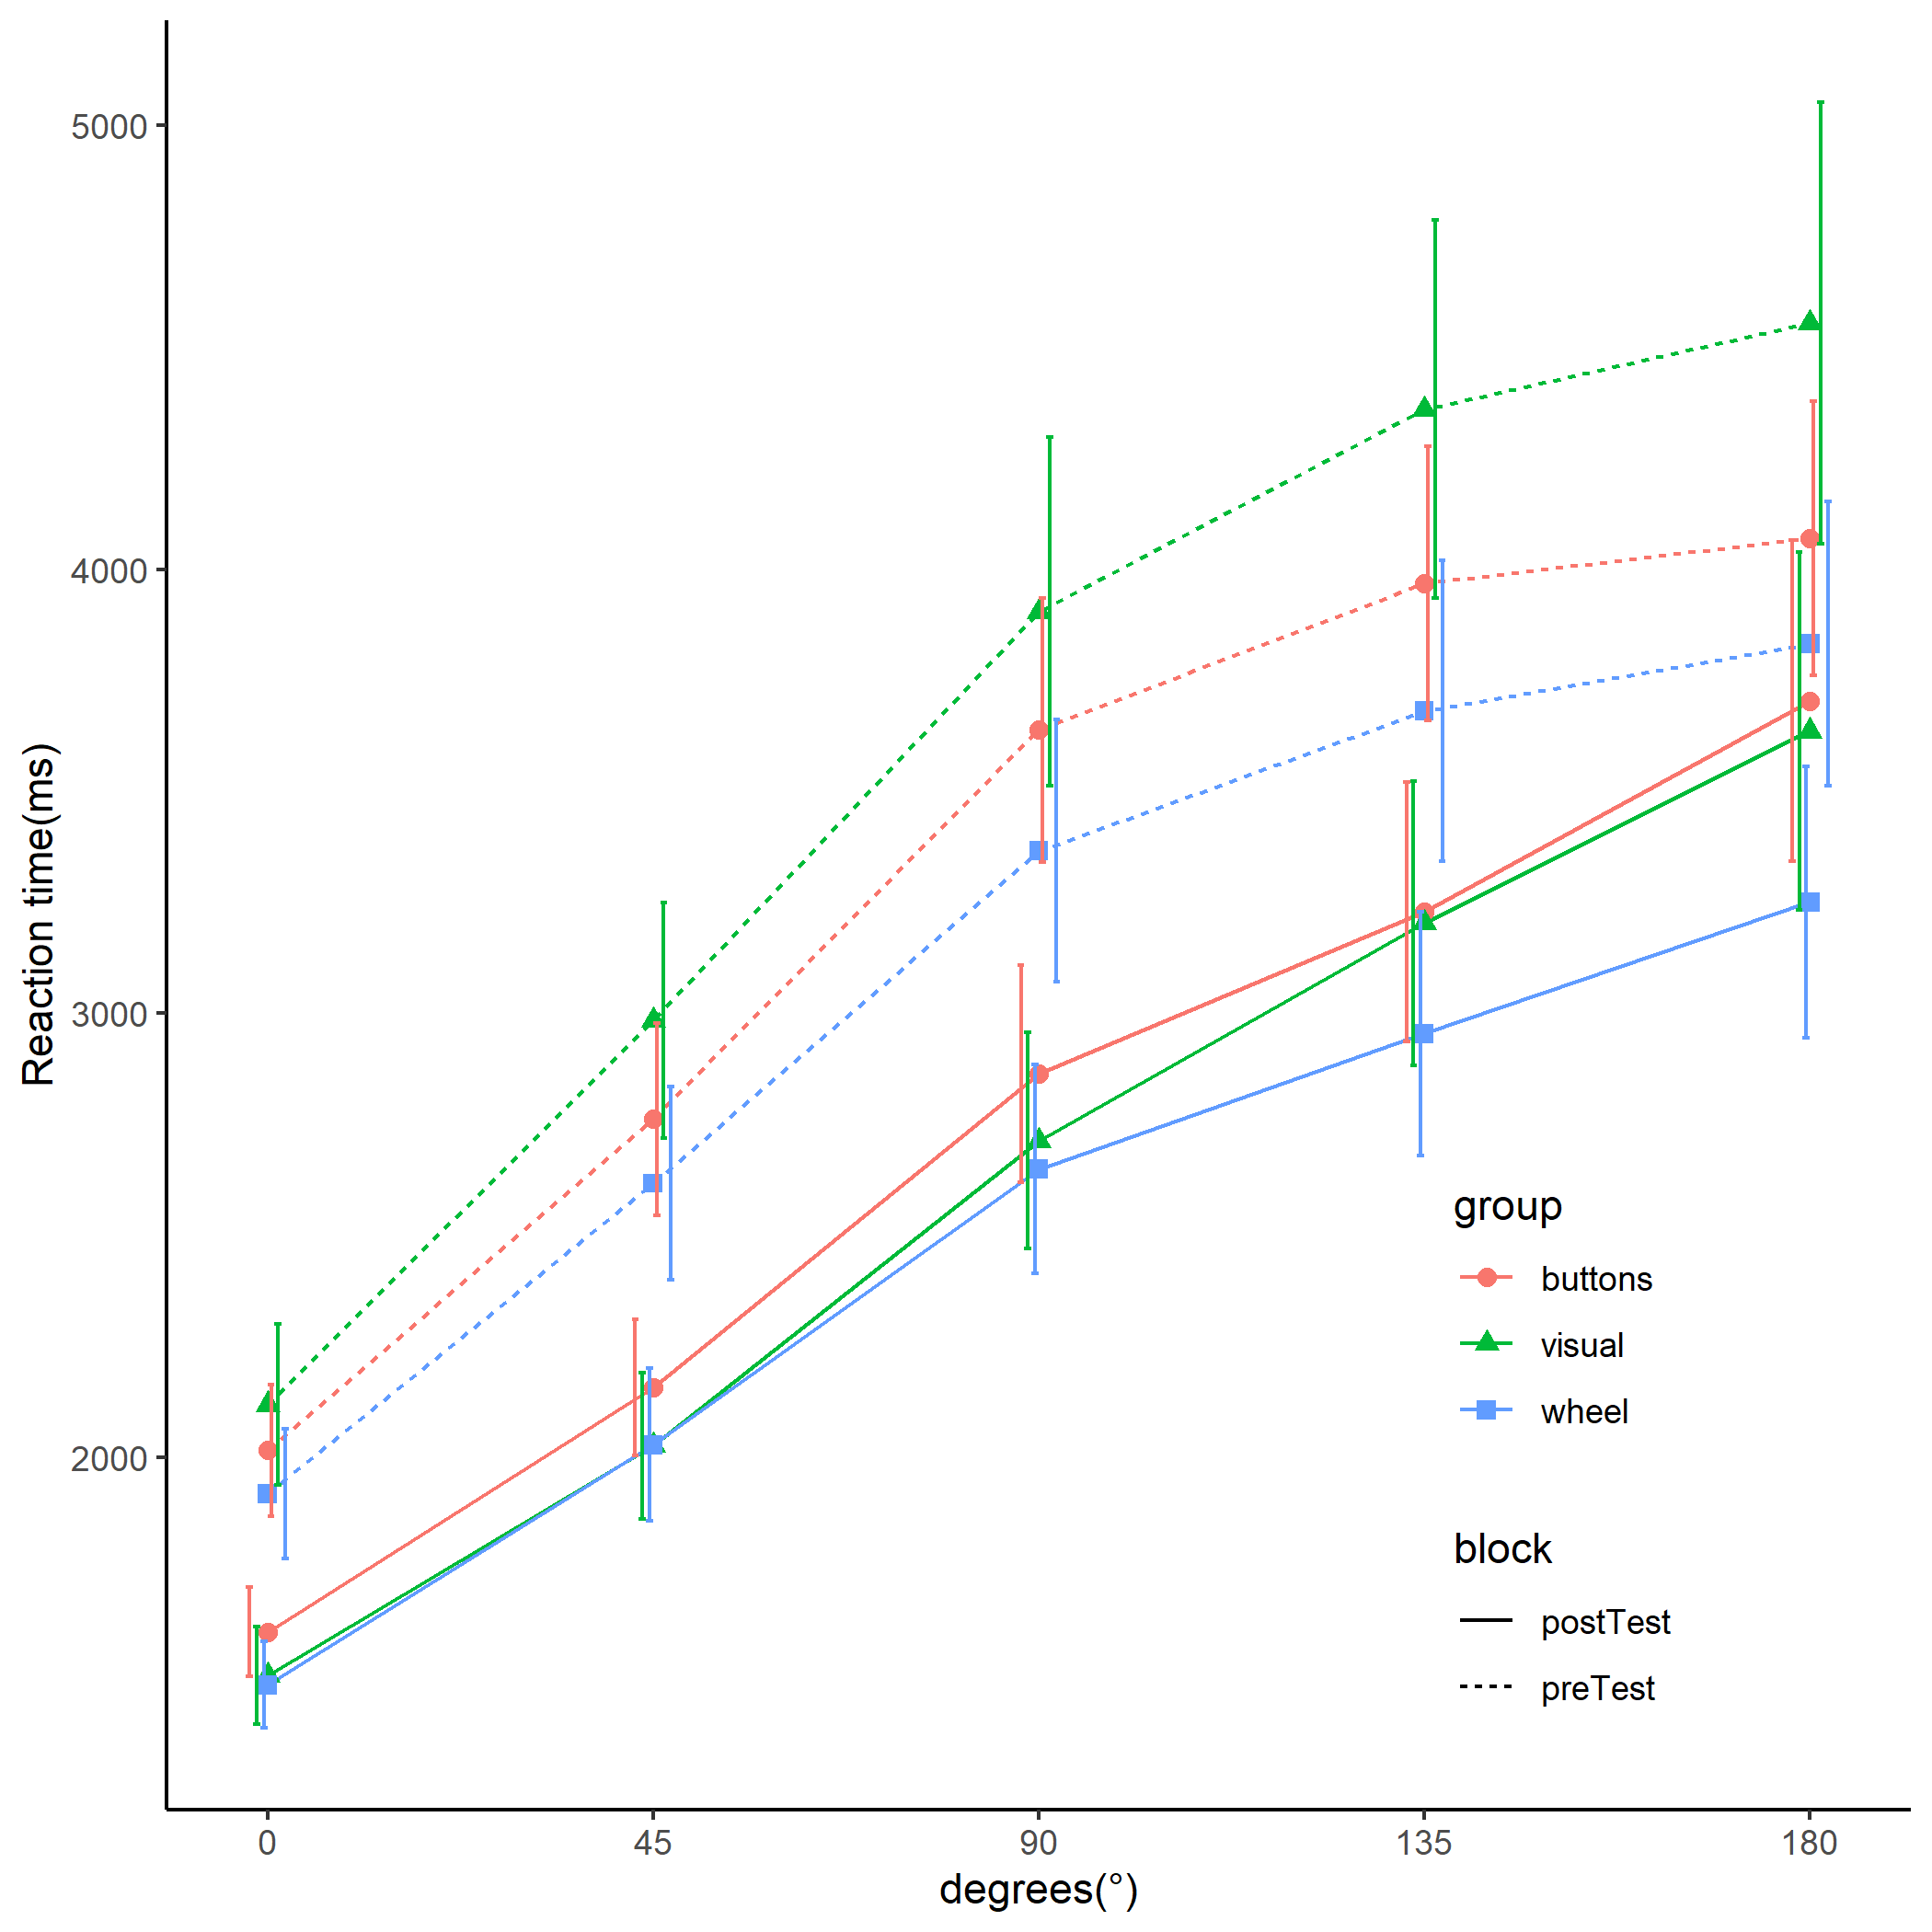 5000
4000
3000
2000
Reaction time(ms)
0 45 90 135 180
degrees(°)
group
buttons
visual
wheel
block
postTest
preTest